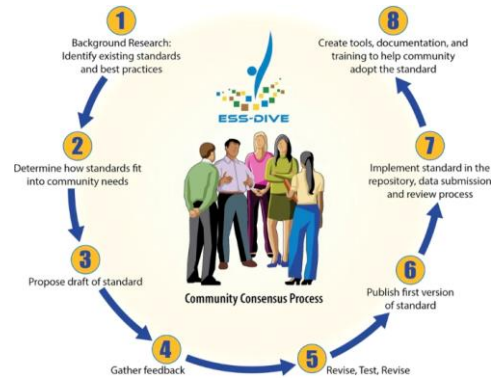 1
Background Research:
Identify existing standards
and best practices
2
Determine how standards fit
into community needs
3
Propose draft of standard
4
Gather feedback
5
Revise, Test, Revise
6
Publish first version
of standard
7
Implement standard in the
repository, data submission
and review process
8
Create tools, documentation, and
training to help community
adopt the standard
ESS-DIVE
Community Consensus Process